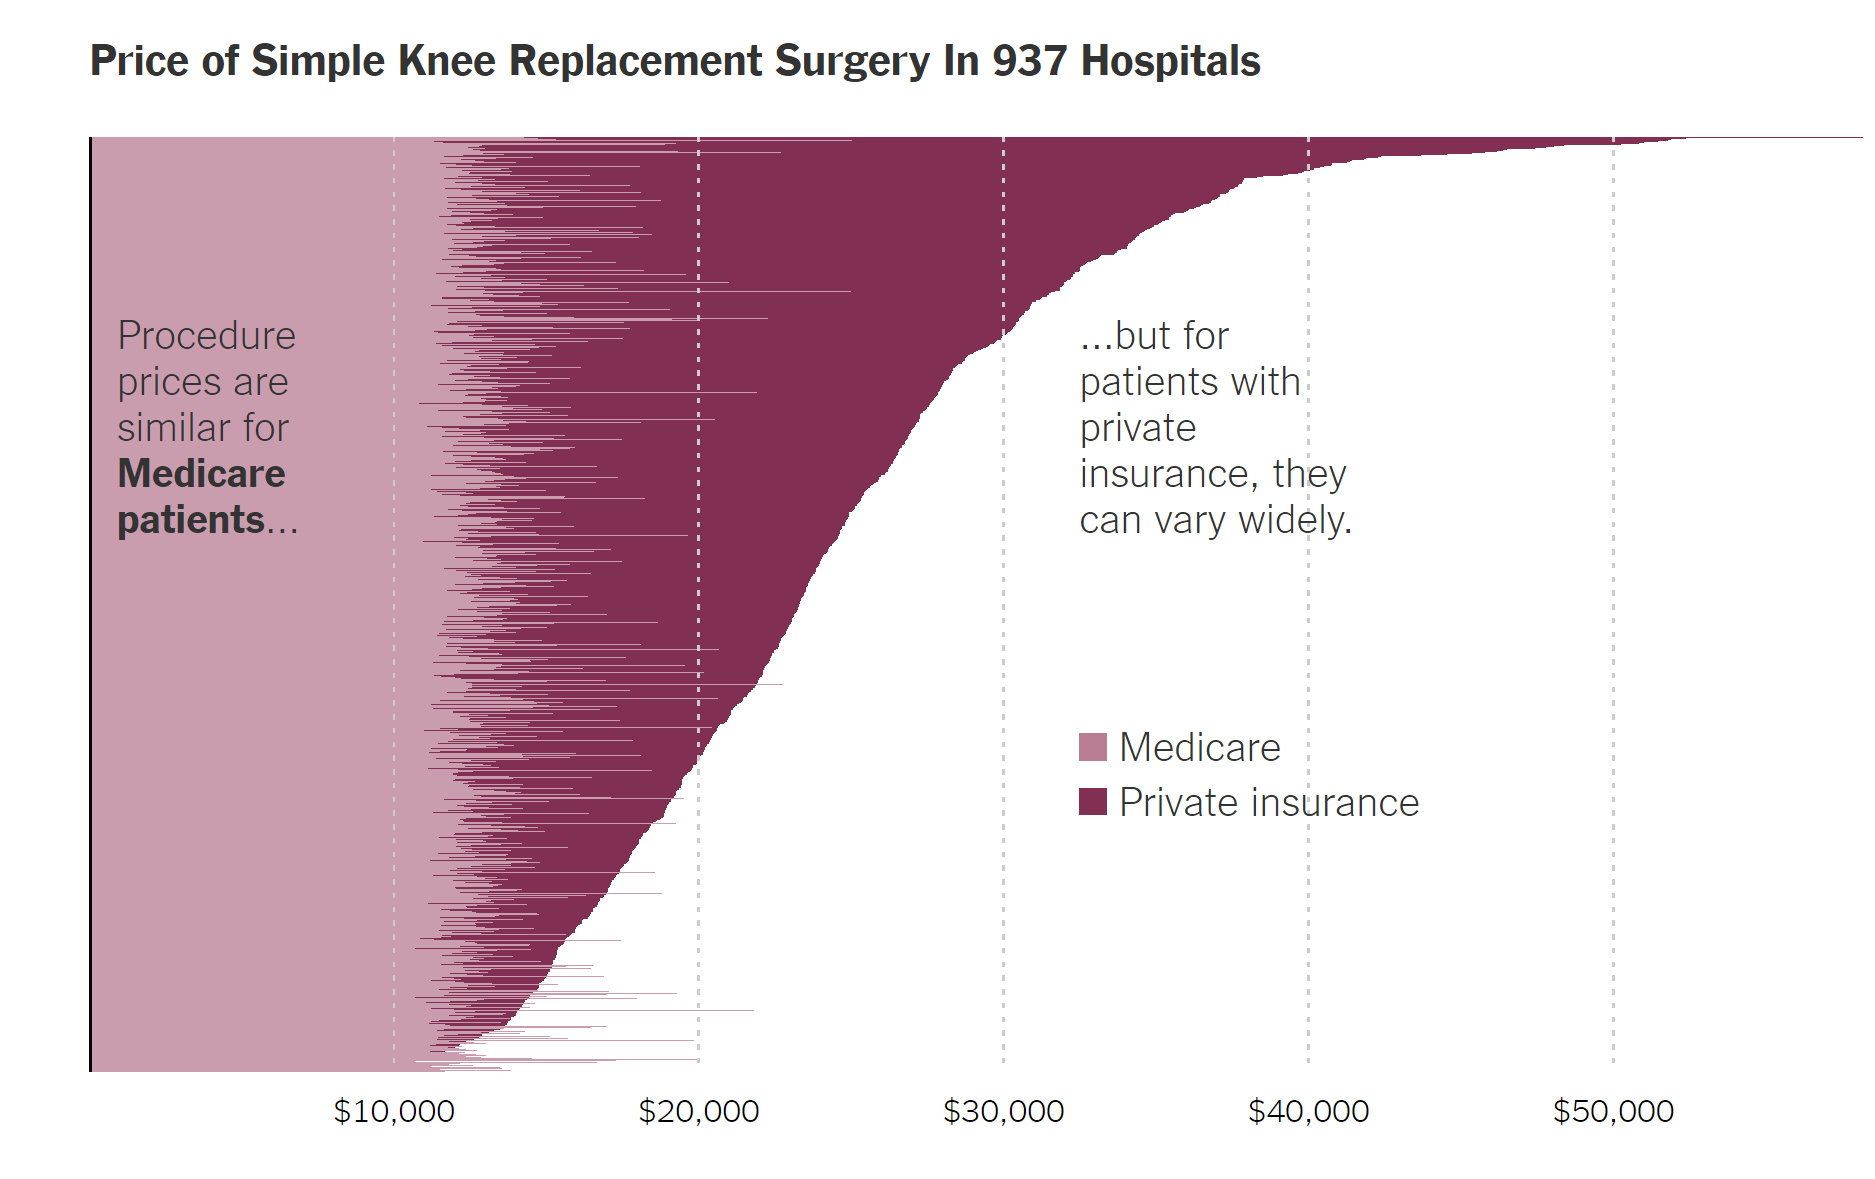 Price of Simple Knee Replacement Surgery In 937 Hospitals
Procedure
prices are
similar for
Medicare
patients…
…but for
patients with
private
insurance, they
can vary widely.
Medicare
Private insurance
$10,000
$20,000
$30,000
$40,000
$50,000